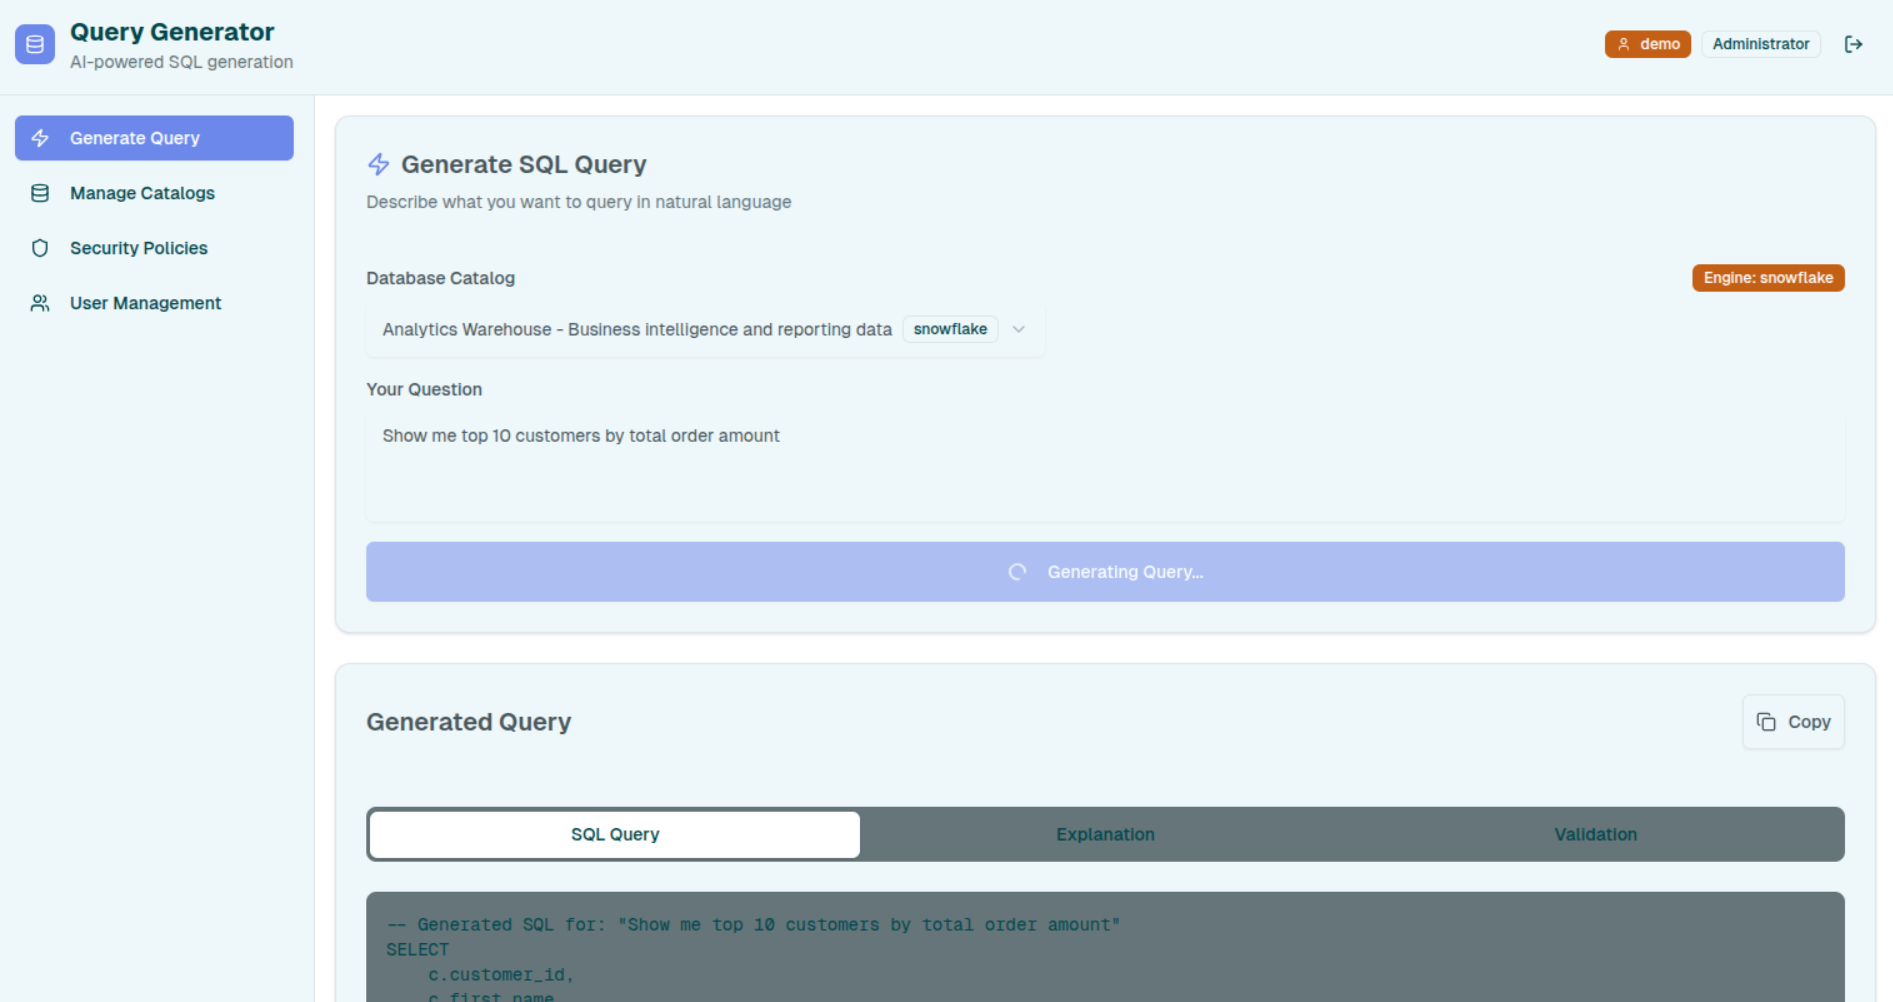 Query Generator
AI-powered SQL generation
demo
Administrator
Generate Query
Manage Catalogs
Security Policies
User Management
Generate SQL Query
Describe what you want to query in natural language
Database Catalog
Engine: snowflake
Analytics Warehouse - Business intelligence and reporting data snowflake
Your Question
Show me top 10 customers by total order amount
Generating Query...
Generated Query
Copy
SQL Query
Explanation
Validation
-- Generated SQL for: "Show me top 10 customers by total order amount"
SELECT
c.customer_id,
c.first_name